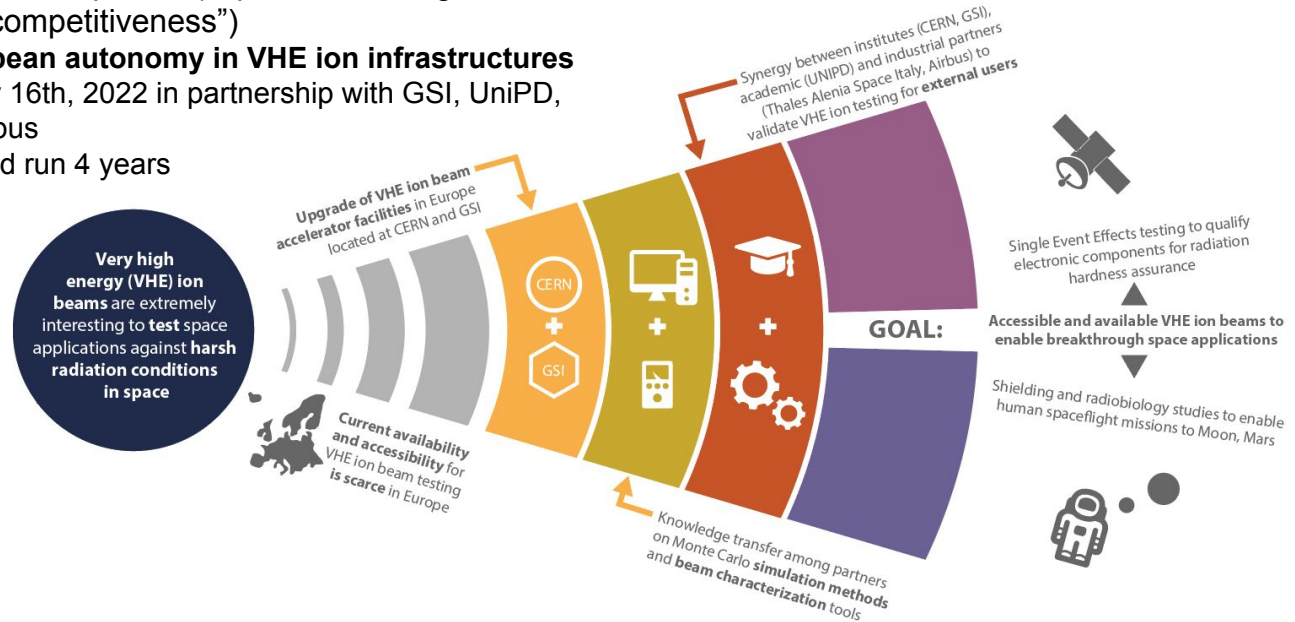 competitiveness”)
pean autonomy in VHE ion infrastructures
16th, 2022 in partnership with GSI, UniPD,
bus
d run 4 years
Very high
energy (VHE) ion
beams are extremely
interesting to test space
applications against harsh
radiation conditions
in space
Upgrade of VHE ion beam
accelerator facilities in Europe
located at CERN and GSI
Current availability
and accessibility for
VHE ion beam testing
is scarce in Europe
CERN
+
GSI
+
+
Synergy between institutes (CERN, GSI),
academic (UNIPD) and industrial partners
(Thales Alenia Space Italy, Airbus) to
validate VHE ion testing for external users
Knowledge transfer among partners
on Monte Carlo simulation methods
and beam characterization tools
GOAL:
Single Event Effects testing to qualify
electronic components for radiation
hardness assurance
Accessible and available VHE ion beams to
enable breakthrough space applications
Shielding and radiobiology studies to enable
human spaceflight missions to Moon, Mars